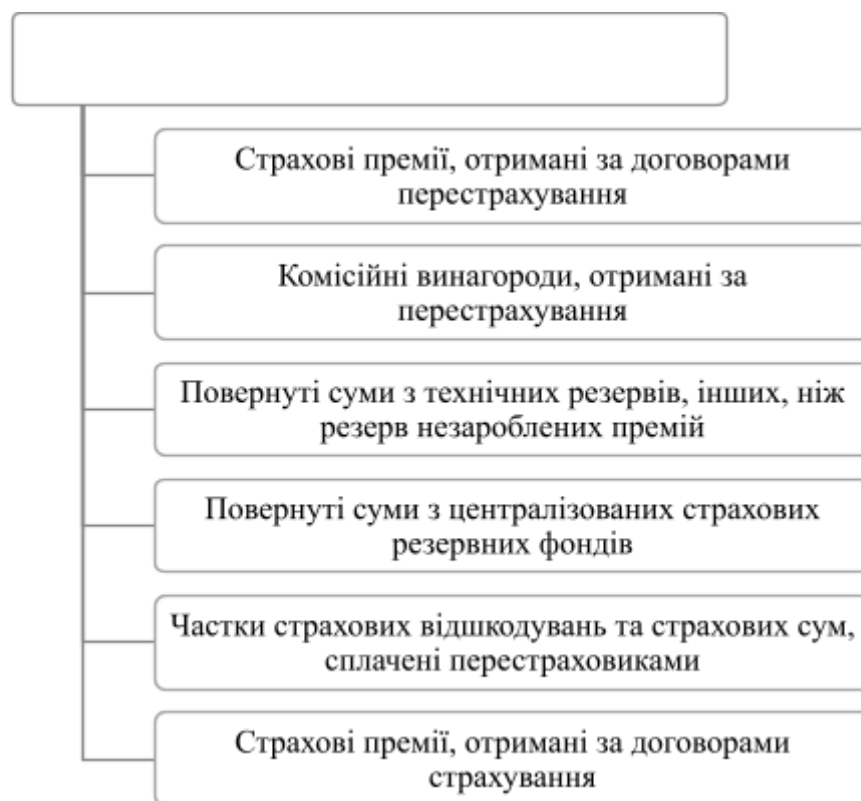 Страхові премії, отримані за договорами
перестрахування
Комісійні винагороди, отримані за
перестрахування
Повернуті суми з технічних резервів, інших, ніж
резерв незароблених премій
Повернуті суми з централізованих страхових
резервних фондів
Частки страхових відшкодувань та страхових сум,
сплачені перестраховиками
Страхові премії, отримані за договорами
страхування